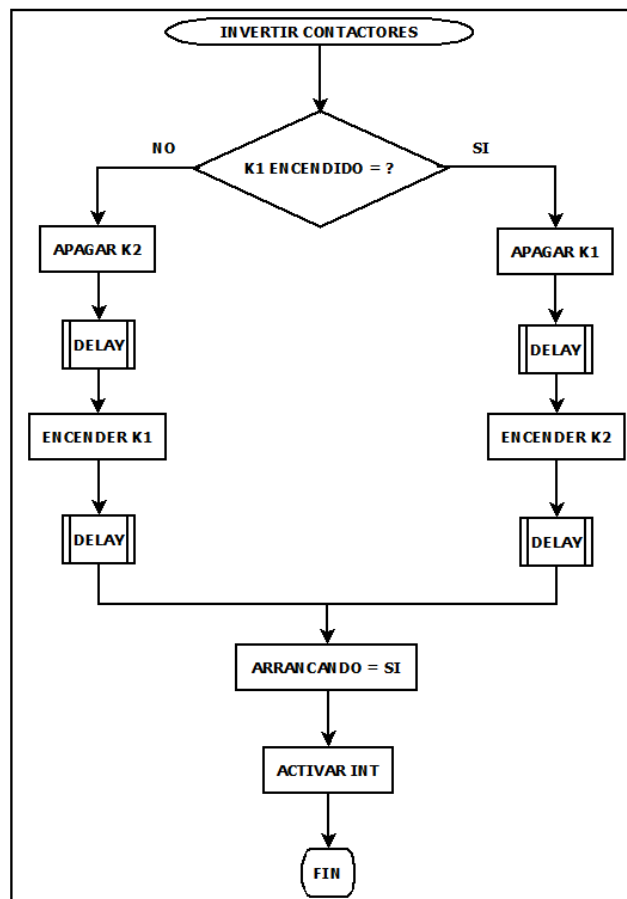 INVERTIR CONTACTORES
K1 ENCENDIDO = ?
NO
SI
APAGAR K2
APAGAR K1
DELAY
DELAY
ENCENDER K1
ENCENDER K2
DELAY
DELAY
ARRANCANDO = SI
ACTIVAR INT
FIN